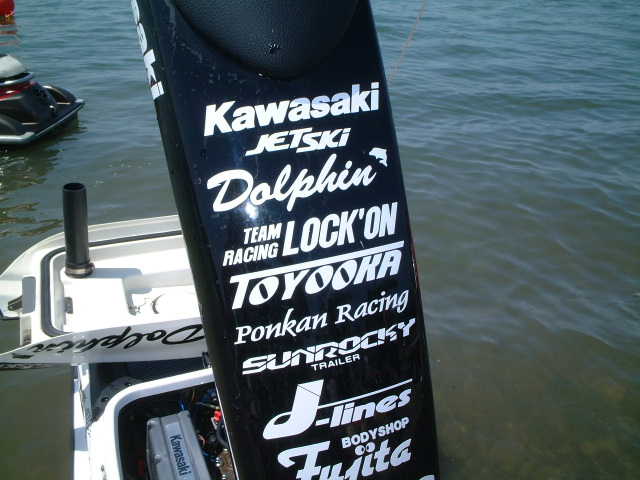 Kawasaki
JETSKi
Dolphin
TEAM RACING LOCK'ON
TOYOOKA
Ponkan Racing
SUNROCKY
TRAILER
J-lines
BODYSHOP
Fujita
Dolphin
Kawasaki